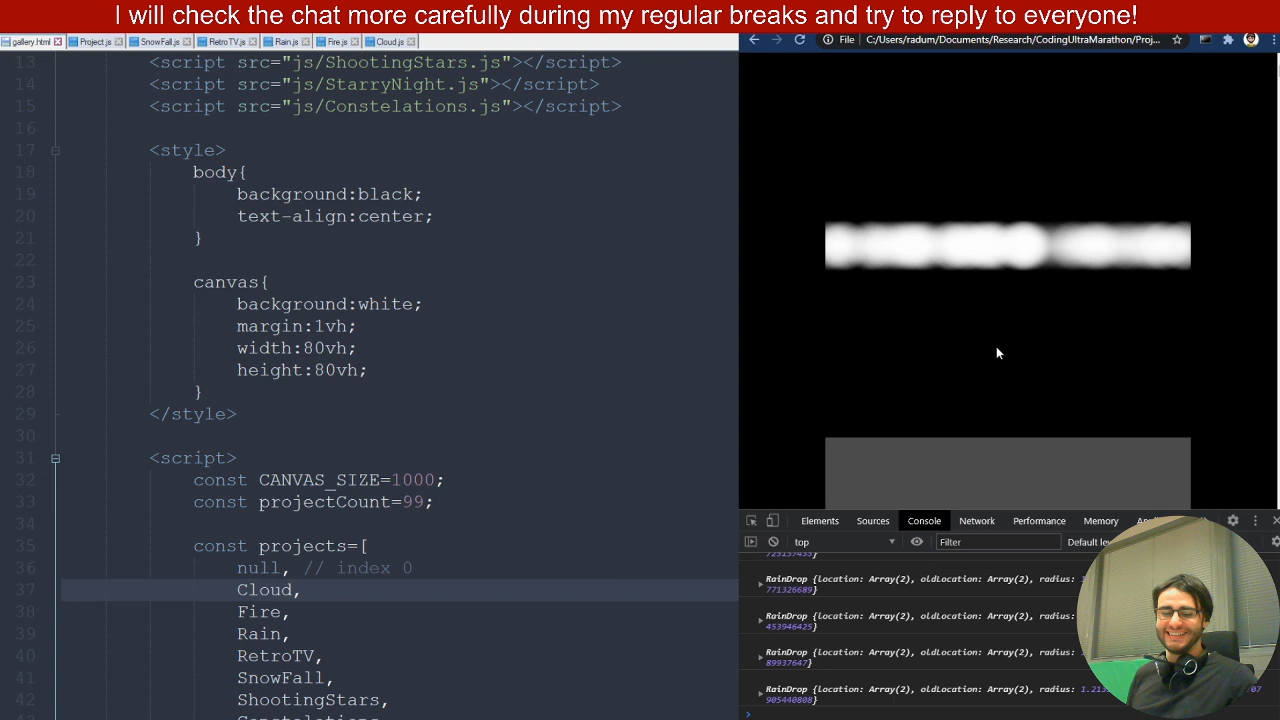 I will check the chat more carefully during my regular breaks and try to reply to everyone!
gallery.html Project.js SnowFall.js RetroTV.js Rain.js Fire.js Cloud.js
File C:/Users/radum/Documents/Research/CodingUltraMarathon/Proj...
13 <script src="js/ShootingStars.js"></script>
14 <script src="js/StarryNight.js"></script>
15 <script src="js/Constelations.js"></script>
16
17 <style>
18 body{
19 background:black;
20 text-align:center;
21 }
22
23 canvas{
24 background:white;
25 margin:1vh;
26 width:80vh;
27 height:80vh;
28 }
29 </style>
30
31 <script>
32 const CANVAS_SIZE=1000;
33 const projectCount=99;
34
35 const projects=[
36 null, // index 0
37 Cloud,
38 Fire,
39 Rain,
40 RetroTV,
41 SnowFall,
42 ShootingStars,
Constelations
Elements Sources Console Network Performance Memory
top Filter Default
RainDrop {location: Array(2), oldLocation: Array(2), radius: 1
771326689}
RainDrop {location: Array(2), oldLocation: Array(2), radius:
453946425}
RainDrop {location: Array(2), oldLocation: Array(2), radius:
89937647}
RainDrop {location: Array(2), oldLocation: Array(2), radius: 1.21
905440808}